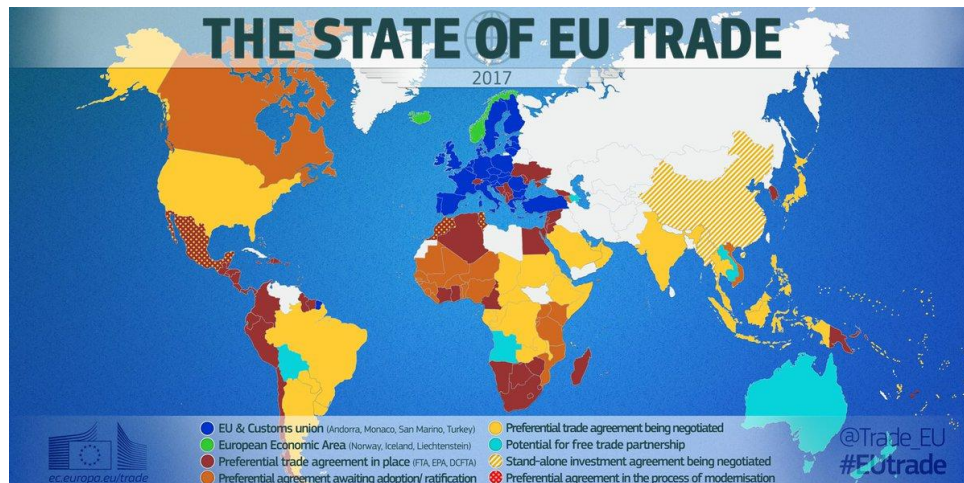 THE STATE OF EU TRADE
2017
EU & Customs union (Andorra, Monaco, San Marino, Turkey)
European Economic Area (Norway, Iceland, Liechtenstein)
Preferential trade agreement in place (FTA, EPA, DCFTA)
Preferential agreement awaiting adoption/ ratification
Preferential trade agreement being negotiated
Potential for free trade partnership
Stand-alone investment agreement being negotiated
Preferential agreement in the process of modernisation
ec.europa.eu/trade
@Trade_EU
#EUtrade